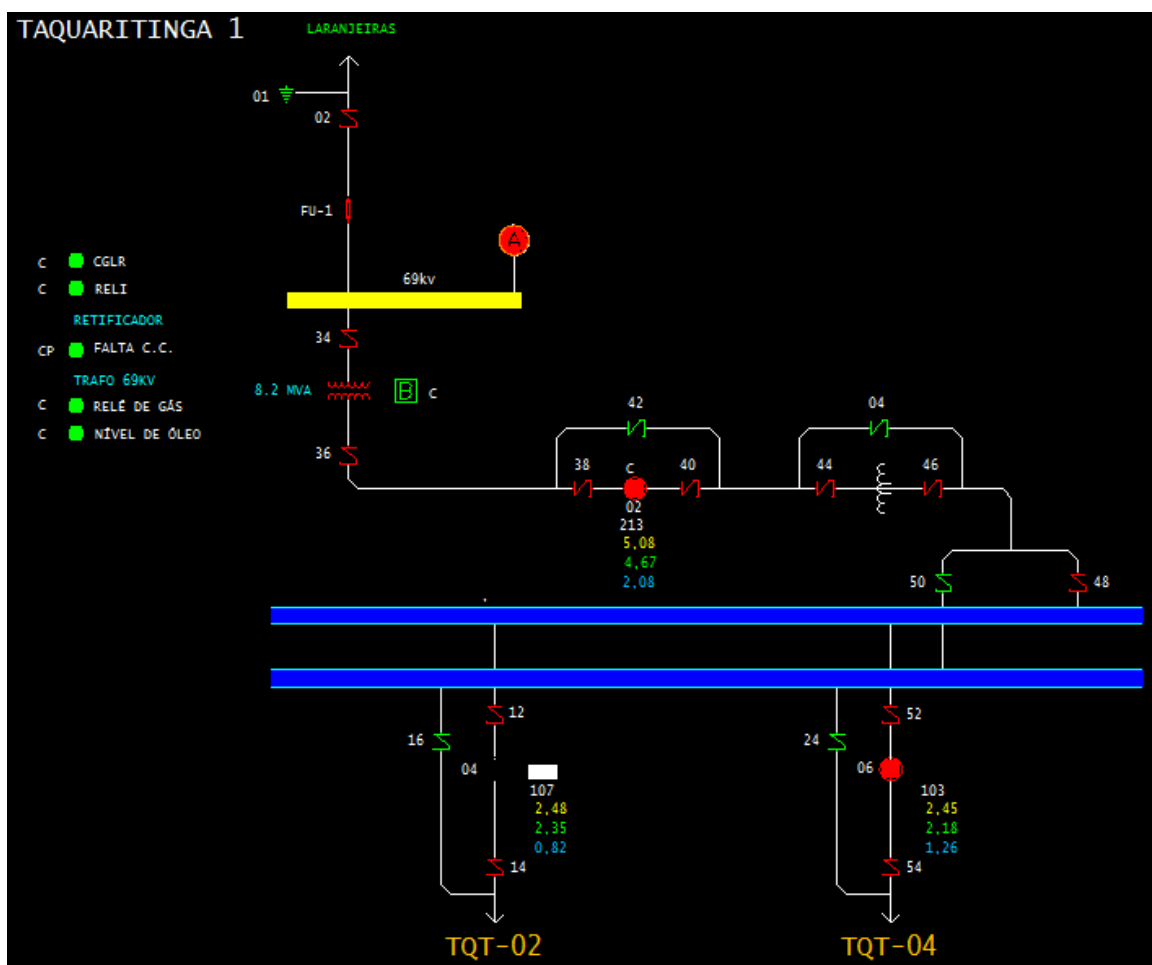 TAQUARITINGA 1
LARANJEIRAS
01
02
FU-1
A
C CGLR
69kv
C RELI
RETIFICADOR
34
CP FALTA C.C.
TRAFO 69KV
8.2 MVA
B C
C RELÉ DE GÁS
42
04
C NÍVEL DE ÓLEO
36
38
C
40
44
46
02
213
5,08
4,67
2,08
50
48
12
52
16
24
04
06
107
103
2,48
2,45
2,35
2,18
0,82
1,26
14
54
TQT-02
TQT-04